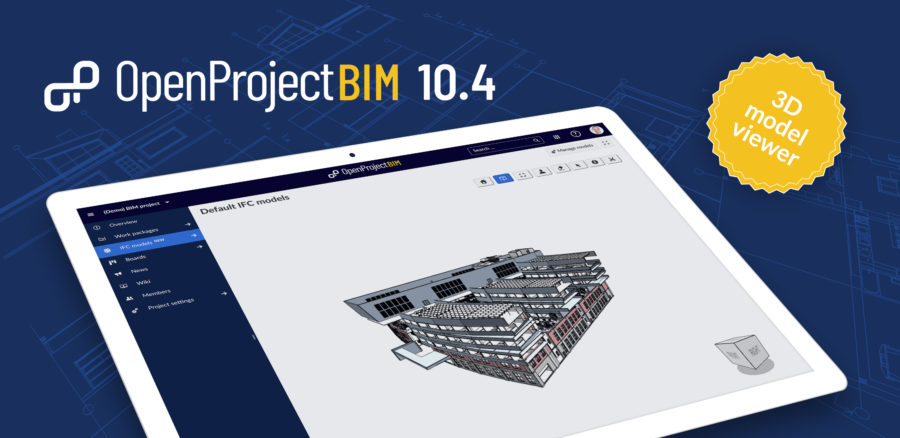 OpenProjectBIM 10.4
3D
model
viewer
Search ...
OpenProjectBIM
Manage models
(Demo) BIM project
Default IFC models
Overview
Work packages
IFC models NEW
Boards
News
Wiki
Members
Project settings
RIGHT